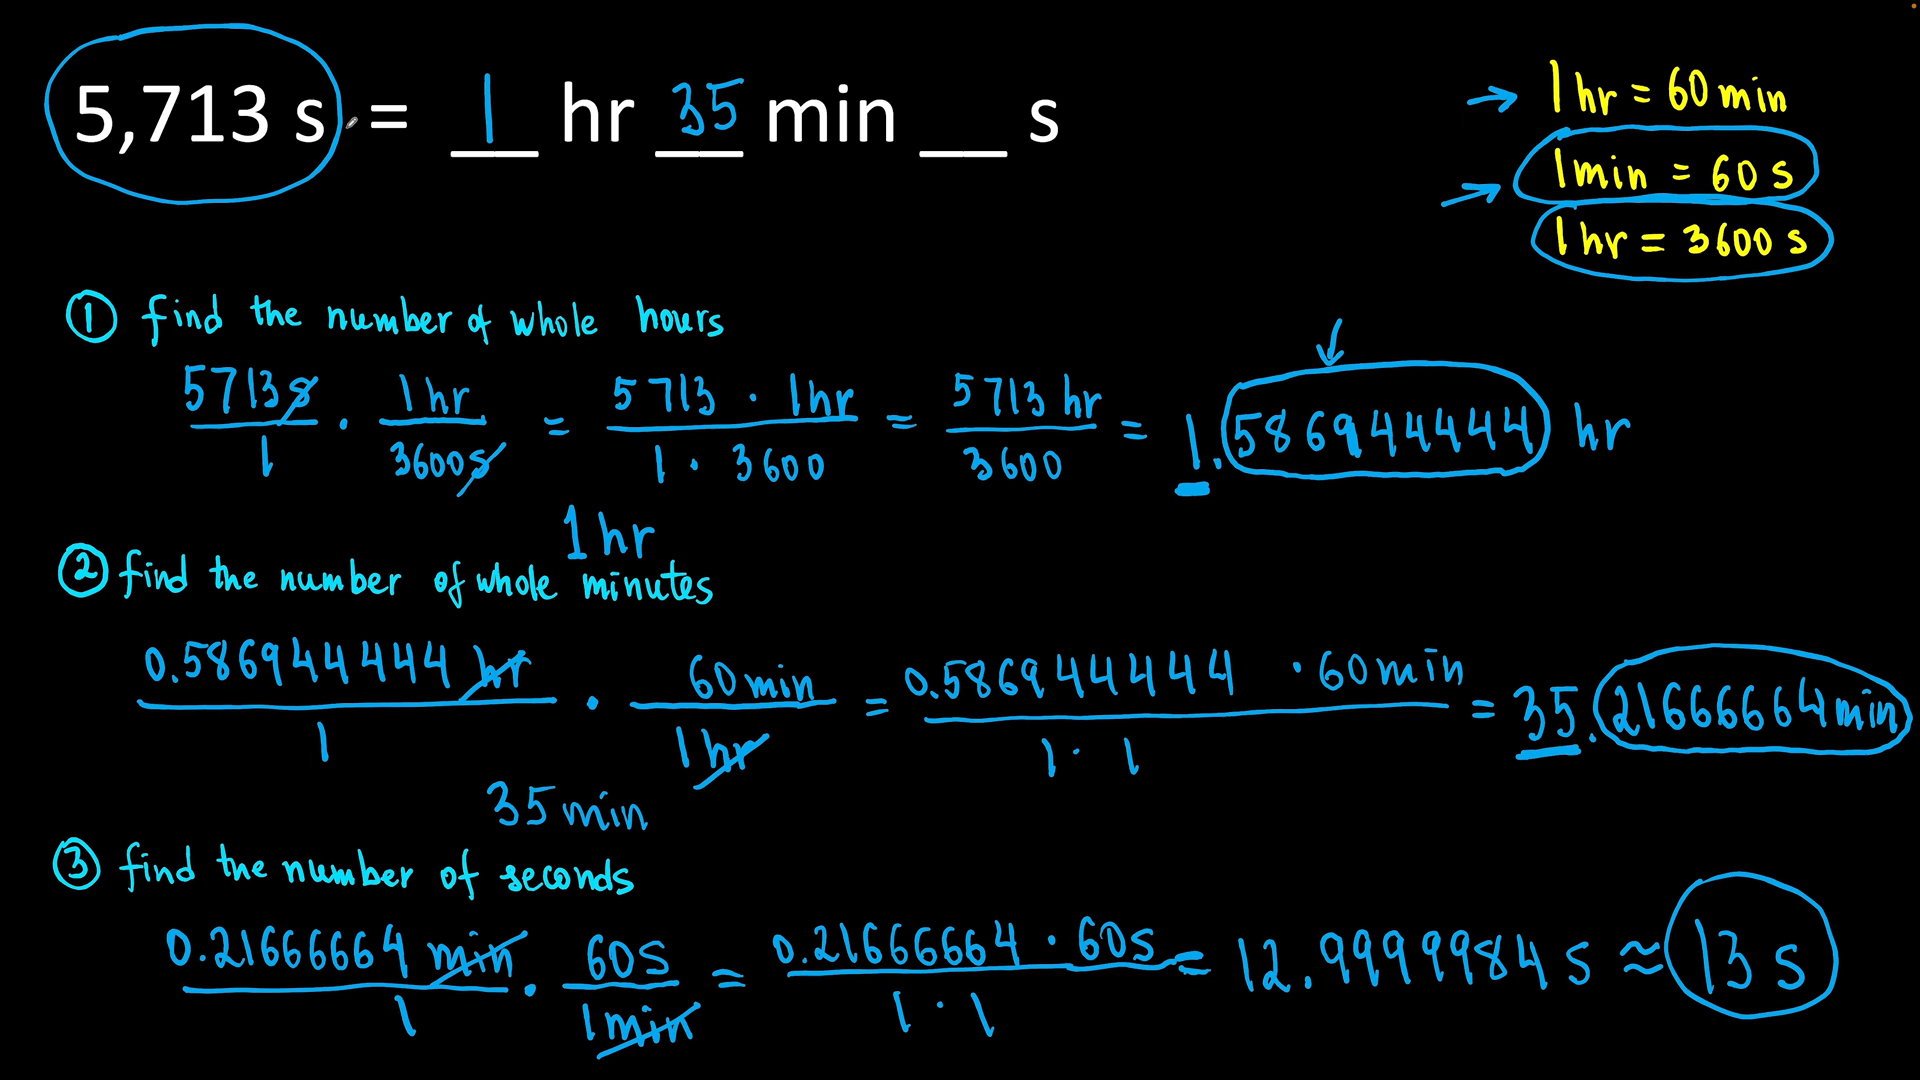 5,713 s = 1 hr 35 min __ s
1 hr = 60 min
1 min = 60 s
1 hr = 3600 s
① find the number of whole hours
5713 s / 1 · 1 hr / 3600 s = 5713 · 1 hr / 1 · 3600 = 5713 hr / 3600 = 1.586944444 hr
1 hr
② find the number of whole minutes
0.586944444 hr / 1 · 60 min / 1 hr = 0.586944444 · 60 min / 1 · 1 = 35.21666664 min
35 min
③ find the number of seconds
0.21666664 min / 1 · 60 s / 1 min = 0.21666664 · 60 s / 1 · 1 = 12.9999984 s ≈ 13 s